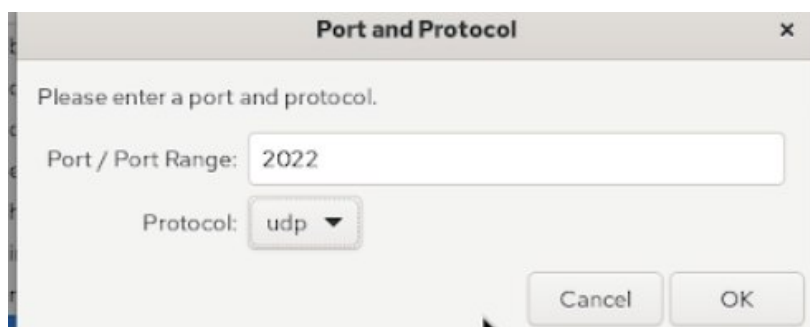 Port and Protocol ×
Please enter a port and protocol.
Port / Port Range: 2022
Protocol: udp
Cancel OK